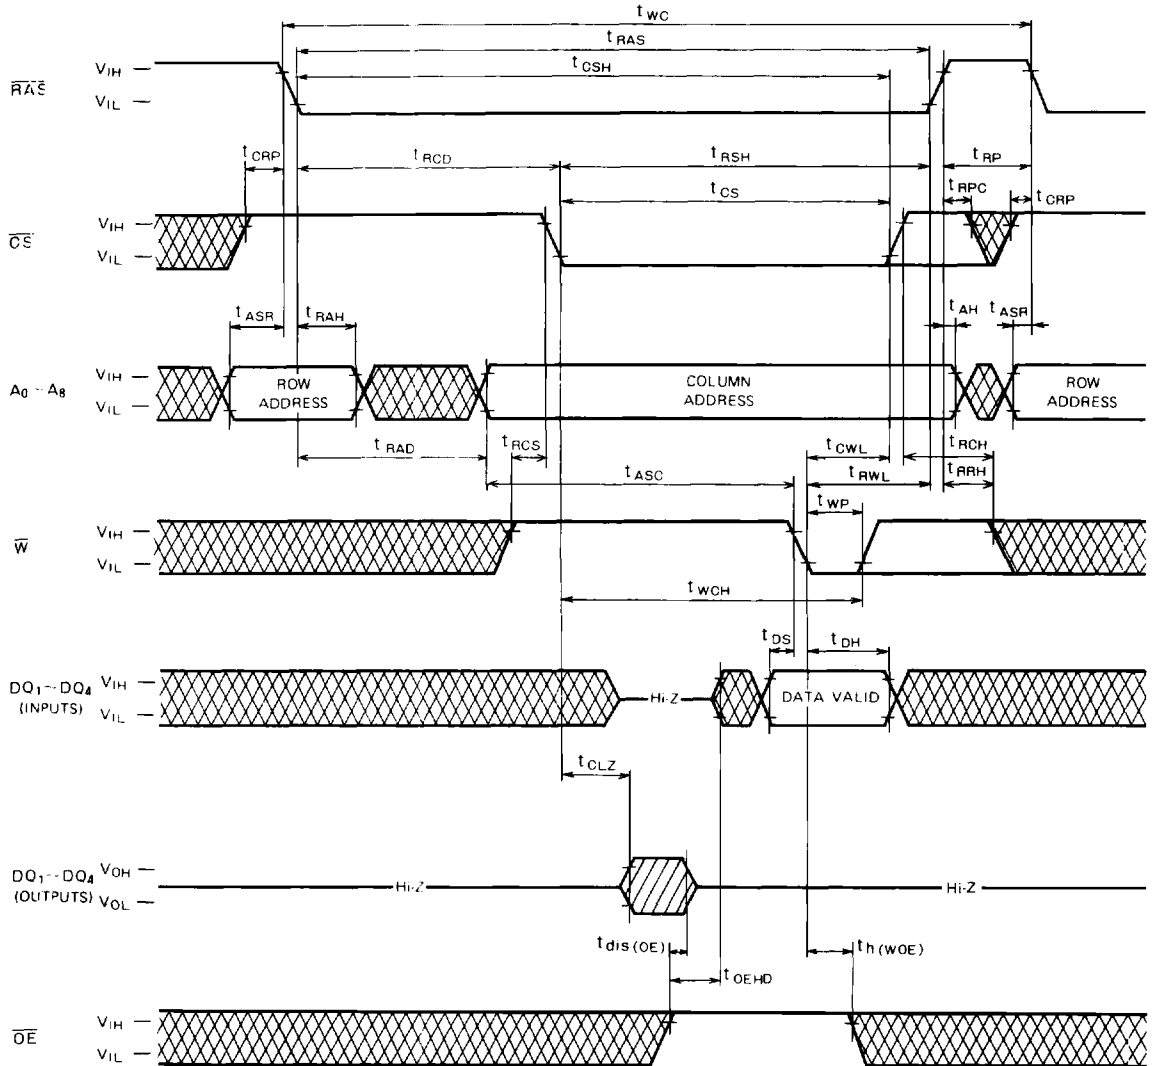 tWC
tRAS
tCSH
RAS
VIH
VIL
tCRP
tRCD
tRSH
tRP
tCS
tRPC
tCRP
CS
VIH
VIL
tASR
tRAH
tAH
tASR
A0 ~ A8
VIH
VIL
ROW ADDRESS
COLUMN ADDRESS
ROW ADDRESS
tRAD
tRCS
tCWL
tRCH
tASC
tRWL
tRRH
tWP
W
VIH
VIL
tWCH
tDS
tDH
DQ1~DQ4
(INPUTS)
VIH
VIL
Hi-Z
DATA VALID
tCLZ
DQ1~DQ4
(OUTPUTS)
VOH
VOL
Hi-Z
Hi-Z
tdis(OE)
th(WOE)
tOEHD
OE
VIH
VIL